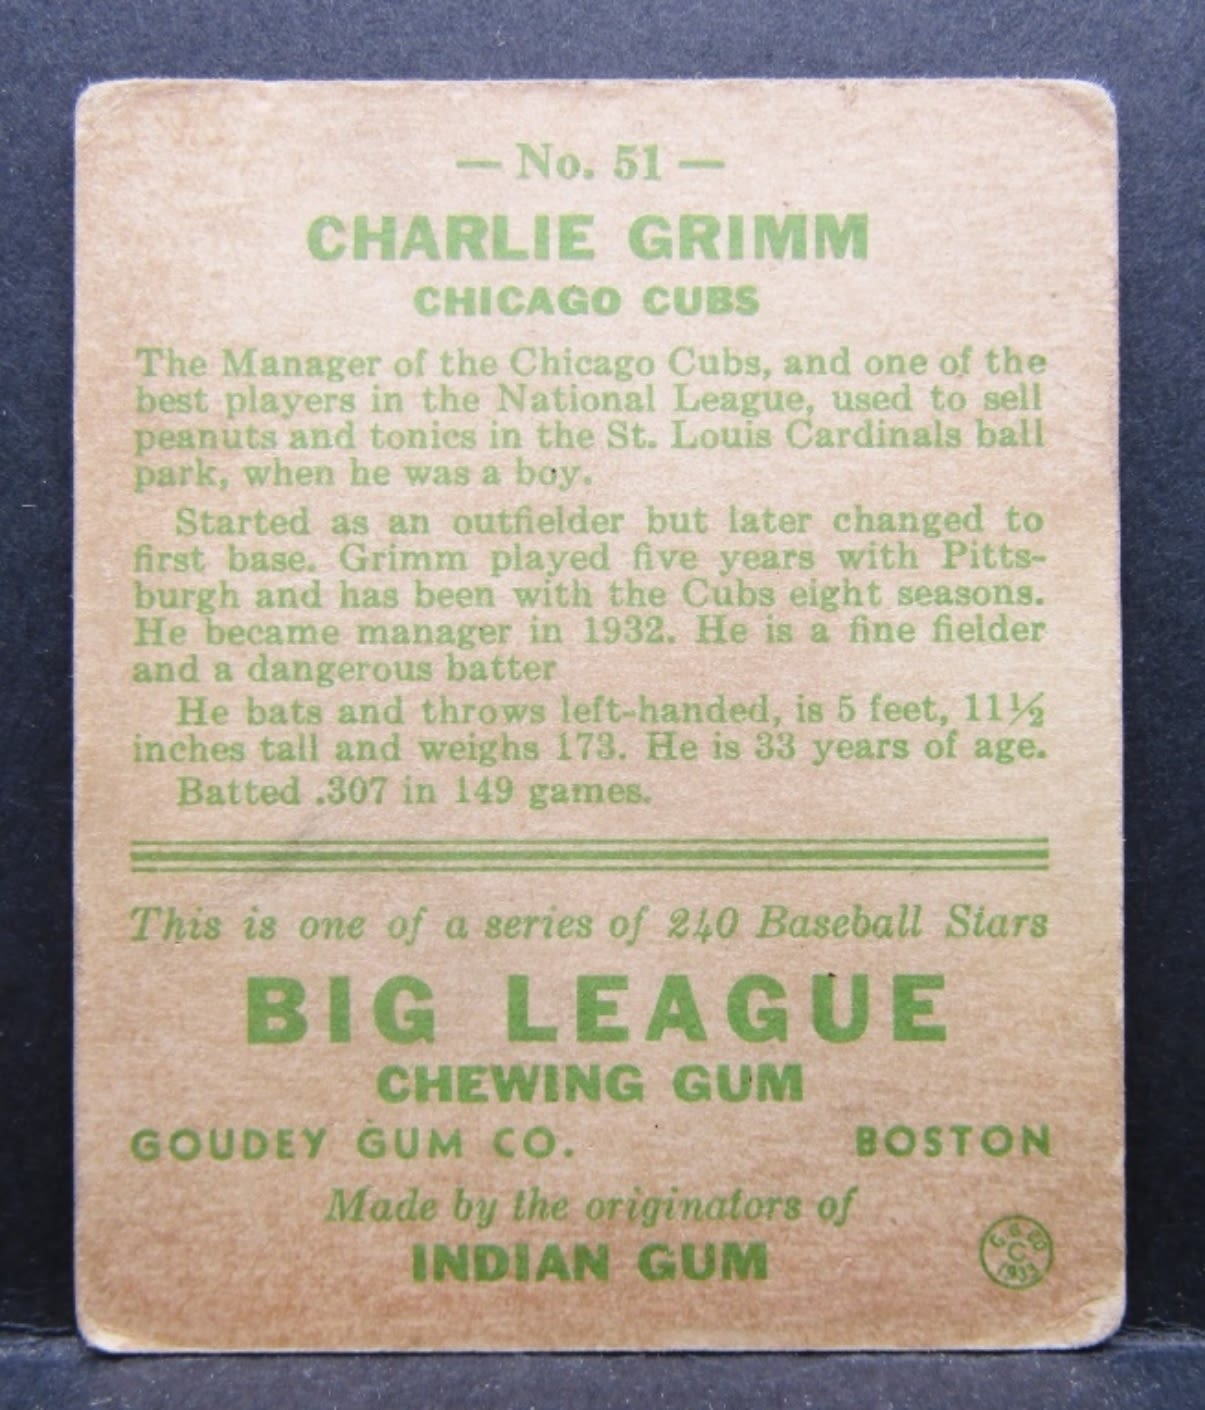 — No. 51 —
CHARLIE GRIMM
CHICAGO CUBS
The Manager of the Chicago Cubs, and one of the
best players in the National League, used to sell
peanuts and tonics in the St. Louis Cardinals ball
park, when he was a boy.
Started as an outfielder but later changed to
first base. Grimm played five years with Pitts-
burgh and has been with the Cubs eight seasons.
He became manager in 1932. He is a fine fielder
and a dangerous batter
He bats and throws left-handed, is 5 feet, 11½
inches tall and weighs 173. He is 33 years of age.
Batted .307 in 149 games.
This is one of a series of 240 Baseball Stars
BIG LEAGUE
CHEWING GUM
GOUDEY GUM CO. BOSTON
Made by the originators of
INDIAN GUM
G. G. CO
C
1933